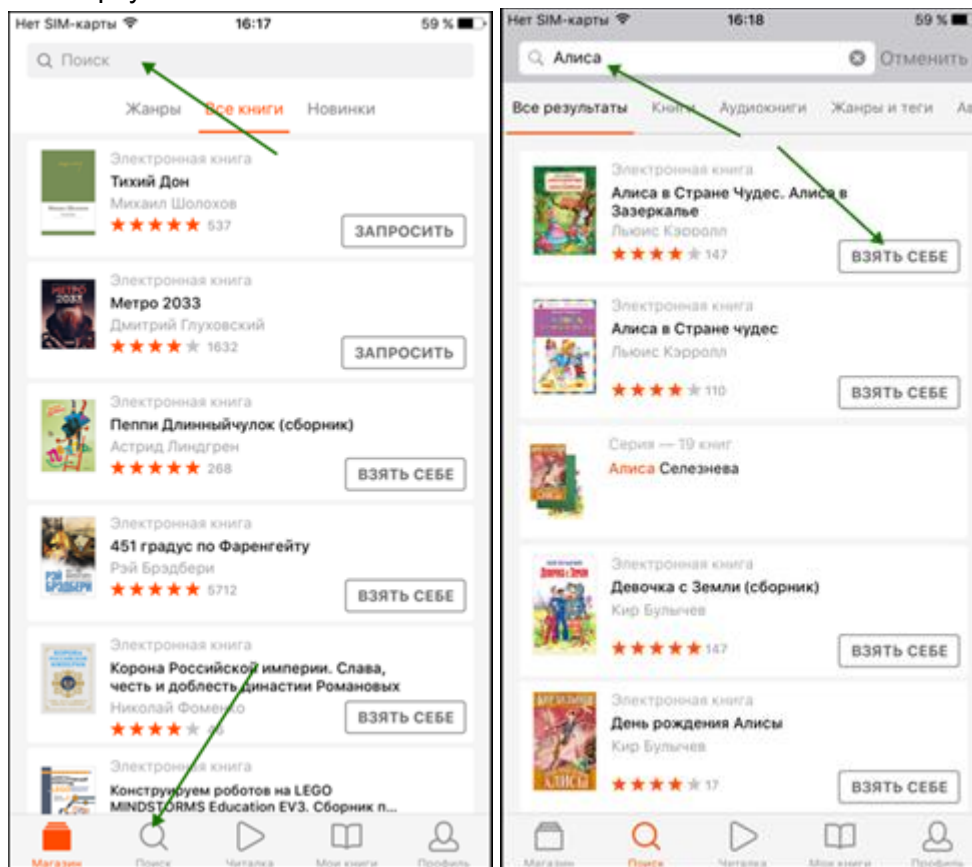 Нет SIM-карты 16:17 59 %
Поиск
Жанры Все книги Новинки
Электронная книга
Тихий Дон
Михаил Шолохов
537
ЗАПРОСИТЬ
Электронная книга
Метро 2033
Дмитрий Глуховский
1632
ЗАПРОСИТЬ
Электронная книга
Пеппи Длинныйчулок (сборник)
Астрид Линдгрен
268
ВЗЯТЬ СЕБЕ
Электронная книга
451 градус по Фаренгейту
Рэй Брэдбери
5712
ВЗЯТЬ СЕБЕ
Электронная книга
Корона Российской империи. Слава,
честь и доблесть династии Романовых
Николай Фоменко
ВЗЯТЬ СЕБЕ
Электронная книга
Конструируем роботов на LEGO
MINDSTORMS Education EV3. Сборник п...
Магазин Поиск Читалка Мои книги Профиль
Нет SIM-карты 16:18 59 %
Алиса Отменить
Все результаты Книги Аудиокниги Жанры и теги Ав
Электронная книга
Алиса в Стране Чудес. Алиса в
Зазеркалье
Льюис Кэрролл
147
ВЗЯТЬ СЕБЕ
Электронная книга
Алиса в Стране чудес
Льюис Кэрролл
110
ВЗЯТЬ СЕБЕ
Серия — 19 книг
Алиса Селезнева
Электронная книга
Девочка с Земли (сборник)
Кир Булычев
147
ВЗЯТЬ СЕБЕ
Электронная книга
День рождения Алисы
Кир Булычев
17
ВЗЯТЬ СЕБЕ
Магазин Поиск Читалка Мои книги Профиль